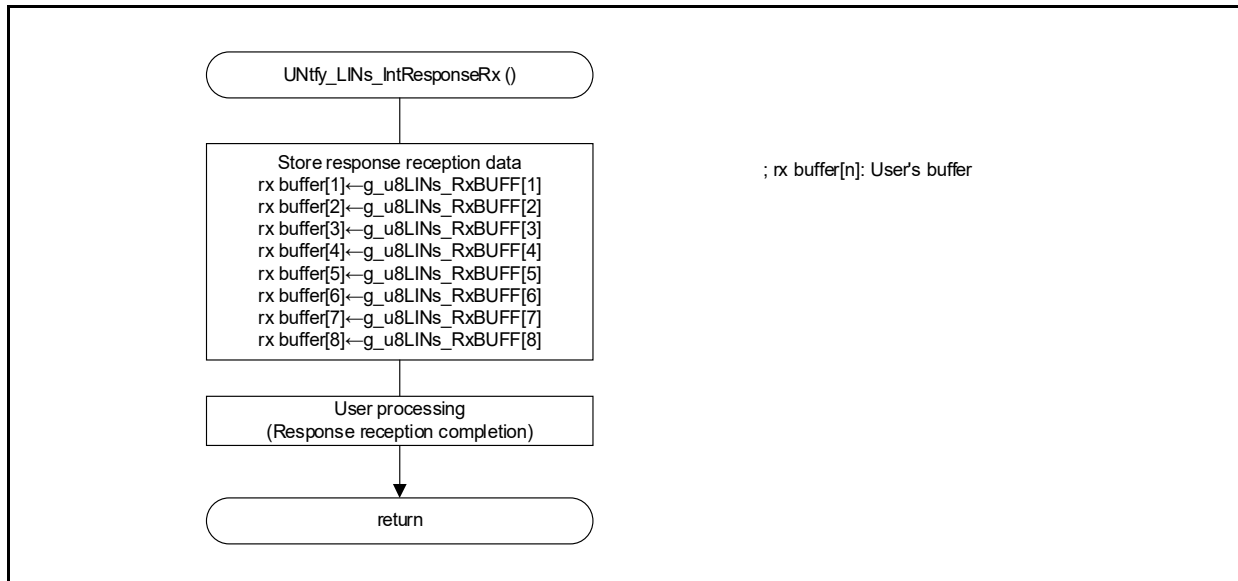 UNtfy_LINs_IntResponseRx ()
Store response reception data
rx buffer[1]←g_u8LINs_RxBUFF[1]
rx buffer[2]←g_u8LINs_RxBUFF[2]
rx buffer[3]←g_u8LINs_RxBUFF[3]
rx buffer[4]←g_u8LINs_RxBUFF[4]
rx buffer[5]←g_u8LINs_RxBUFF[5]
rx buffer[6]←g_u8LINs_RxBUFF[6]
rx buffer[7]←g_u8LINs_RxBUFF[7]
rx buffer[8]←g_u8LINs_RxBUFF[8]
; rx buffer[n]: User's buffer
User processing
(Response reception completion)
return